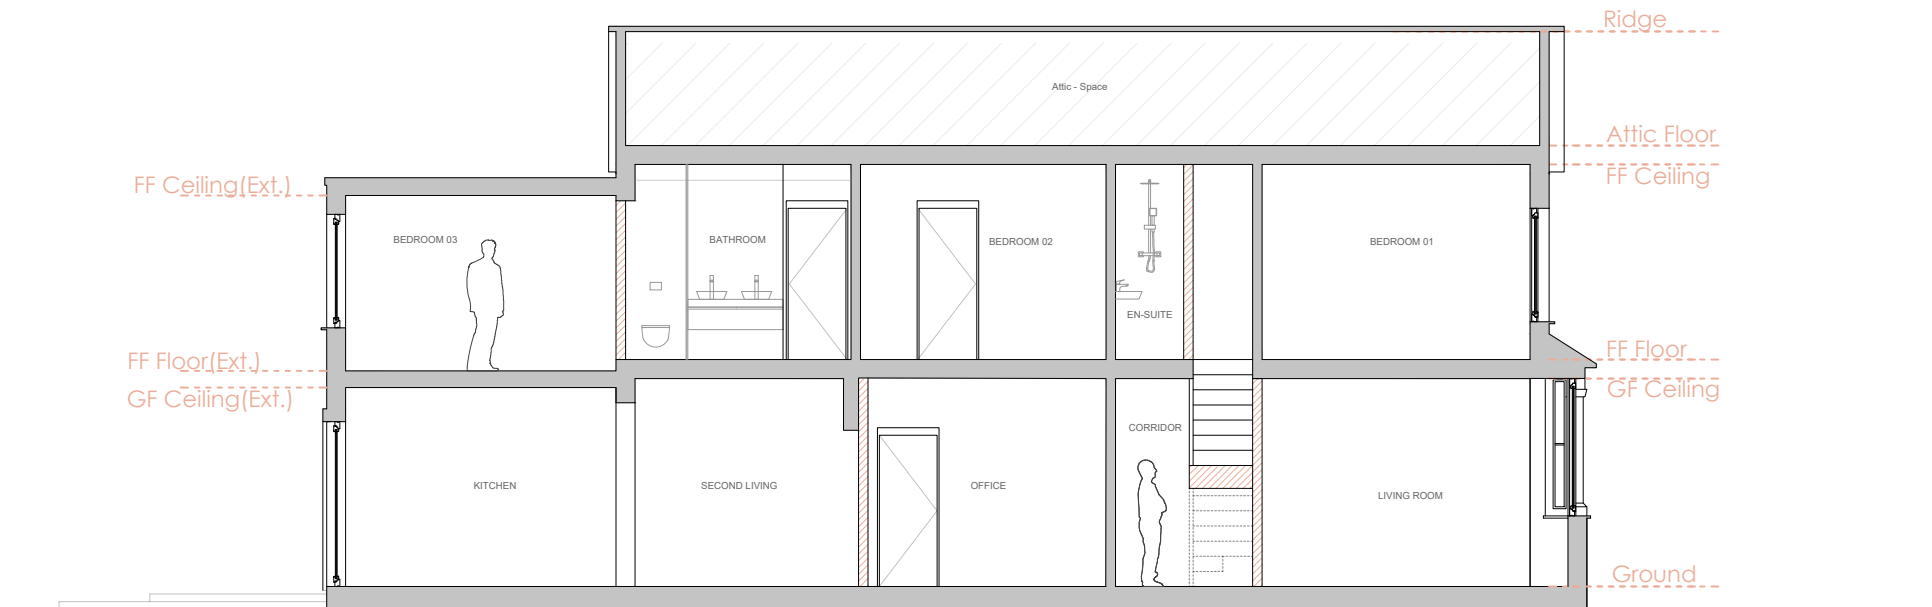 Ridge
Attic - Space
Attic Floor
FF Ceiling
FF Ceiling(Ext.)
BEDROOM 03
BATHROOM
BEDROOM 02
BEDROOM 01
EN-SUITE
FF Floor
FF Floor(Ext.)
GF Ceiling
GF Ceiling(Ext.)
CORRIDOR
KITCHEN
SECOND LIVING
OFFICE
LIVING ROOM
Ground